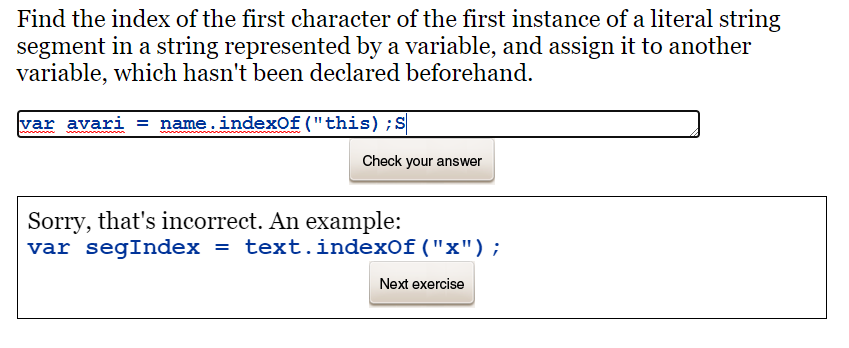 Find the index of the first character of the first instance of a literal string
segment in a string represented by a variable, and assign it to another
variable, which hasn't been declared beforehand.
var avari = name.indexOf("this);S
Check your answer
Sorry, that's incorrect. An example:
var segIndex = text.indexOf("x");
Next exercise